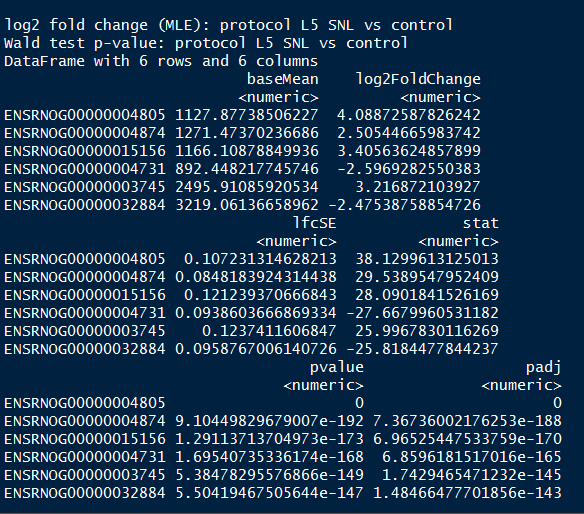 log2 fold change (MLE): protocol L5 SNL vs control
Wald test p-value: protocol L5 SNL vs control
DataFrame with 6 rows and 6 columns
baseMean log2FoldChange
<numeric> <numeric>
ENSRNOG00000004805 1127.87738506227 4.08872587826242
ENSRNOG00000004874 1271.47370236686 2.50544665983742
ENSRNOG00000015156 1166.10878849936 3.40563624857899
ENSRNOG00000004731 892.448217745746 -2.5969282550383
ENSRNOG00000003745 2495.91085920534 3.216872103927
ENSRNOG00000032884 3219.06136658962 -2.47538758854726
lfcSE stat
<numeric> <numeric>
ENSRNOG00000004805 0.107231314628213 38.1299613125013
ENSRNOG00000004874 0.0848183924314438 29.5389547952409
ENSRNOG00000015156 0.121239370666843 28.0901841526169
ENSRNOG00000004731 0.0938603666869334 -27.6679960531182
ENSRNOG00000003745 0.1237411606847 25.9967830116269
ENSRNOG00000032884 0.0958767006140726 -25.8184477844237
pvalue padj
<numeric> <numeric>
ENSRNOG00000004805 0 0
ENSRNOG00000004874 9.10449829679007e-192 7.36736002176253e-188
ENSRNOG00000015156 1.29113713704973e-173 6.96525447533759e-170
ENSRNOG00000004731 1.69540735336174e-168 6.8596181517016e-165
ENSRNOG00000003745 5.38478295576866e-149 1.7429465471232e-145
ENSRNOG00000032884 5.50419467505644e-147 1.48466477701856e-143